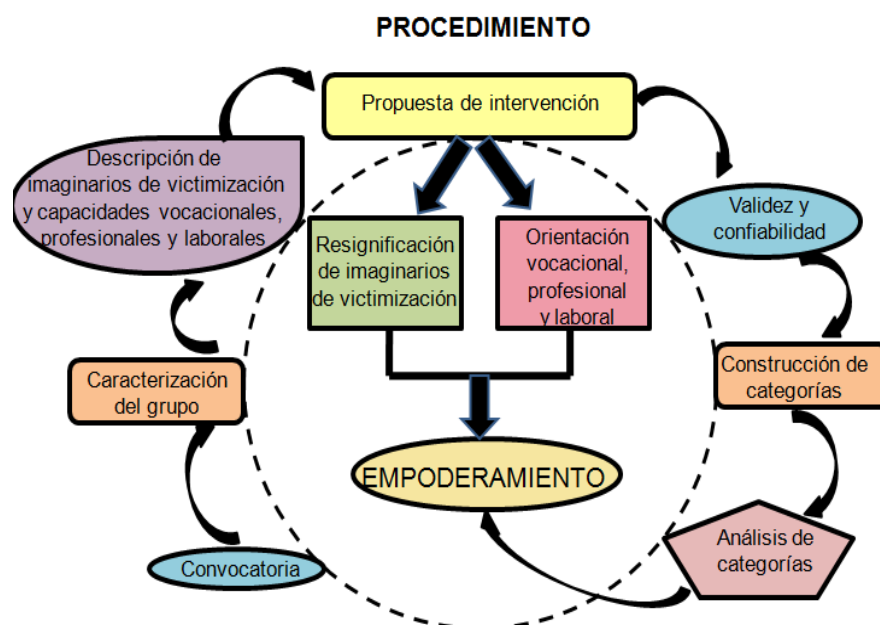 PROCEDIMIENTO
Propuesta de intervención
Descripción de
imaginarios de victimización
y capacidades vocacionales,
profesionales y laborales
Validez y
confiabilidad
Resignificación
de imaginarios
de victimización
Orientación
vocacional,
profesional
y laboral
Caracterización
del grupo
Construcción de
categorías
EMPODERAMIENTO
Convocatoria
Análisis de
categorías